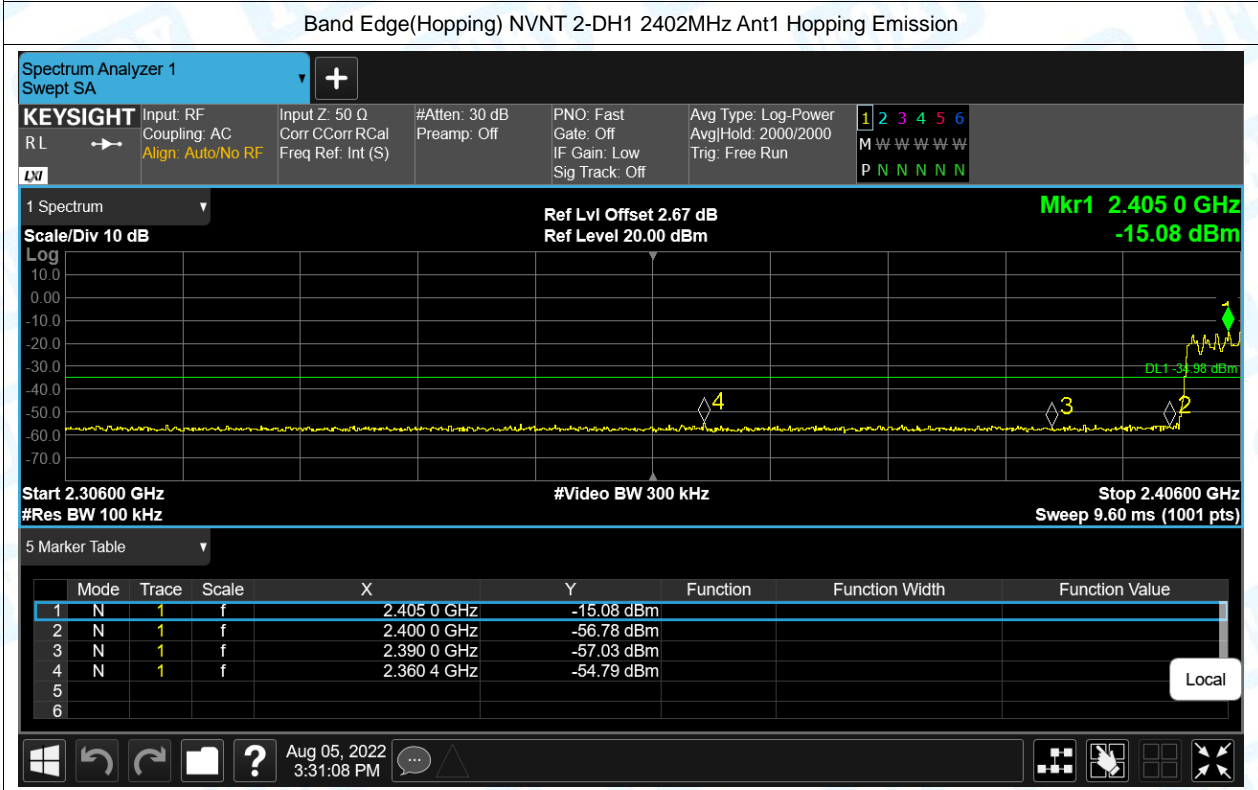 Band Edge(Hopping) NVNT 2-DH1 2402MHz Ant1 Hopping Emission
Spectrum Analyzer 1
Swept SA
+
KEYSIGHT
R L
LXI
Input: RF
Coupling: AC
Align: Auto/No RF
Input Z: 50 Ω
Corr CCorr RCal
Freq Ref: Int (S)
#Atten: 30 dB
Preamp: Off
PNO: Fast
Gate: Off
IF Gain: Low
Sig Track: Off
Avg Type: Log-Power
Avg|Hold: 2000/2000
Trig: Free Run
1 2 3 4 5 6
M W W W W W
P N N N N N
1 Spectrum
Scale/Div 10 dB
Ref Lvl Offset 2.67 dB
Ref Level 20.00 dBm
Mkr1 2.405 0 GHz
-15.08 dBm
Log
10.0
0.00
-10.0
-20.0
-30.0
-40.0
-50.0
-60.0
-70.0
1
DL1 -34.98 dBm
4
3
2
Start 2.30600 GHz
#Video BW 300 kHz
Stop 2.40600 GHz
#Res BW 100 kHz
Sweep 9.60 ms (1001 pts)
5 Marker Table
Mode Trace Scale X Y Function Function Width Function Value
1 N 1 f 2.405 0 GHz -15.08 dBm
2 N 1 f 2.400 0 GHz -56.78 dBm
3 N 1 f 2.390 0 GHz -57.03 dBm
4 N 1 f 2.360 4 GHz -54.79 dBm
5
6
Local
?
Aug 05, 2022
3:31:08 PM